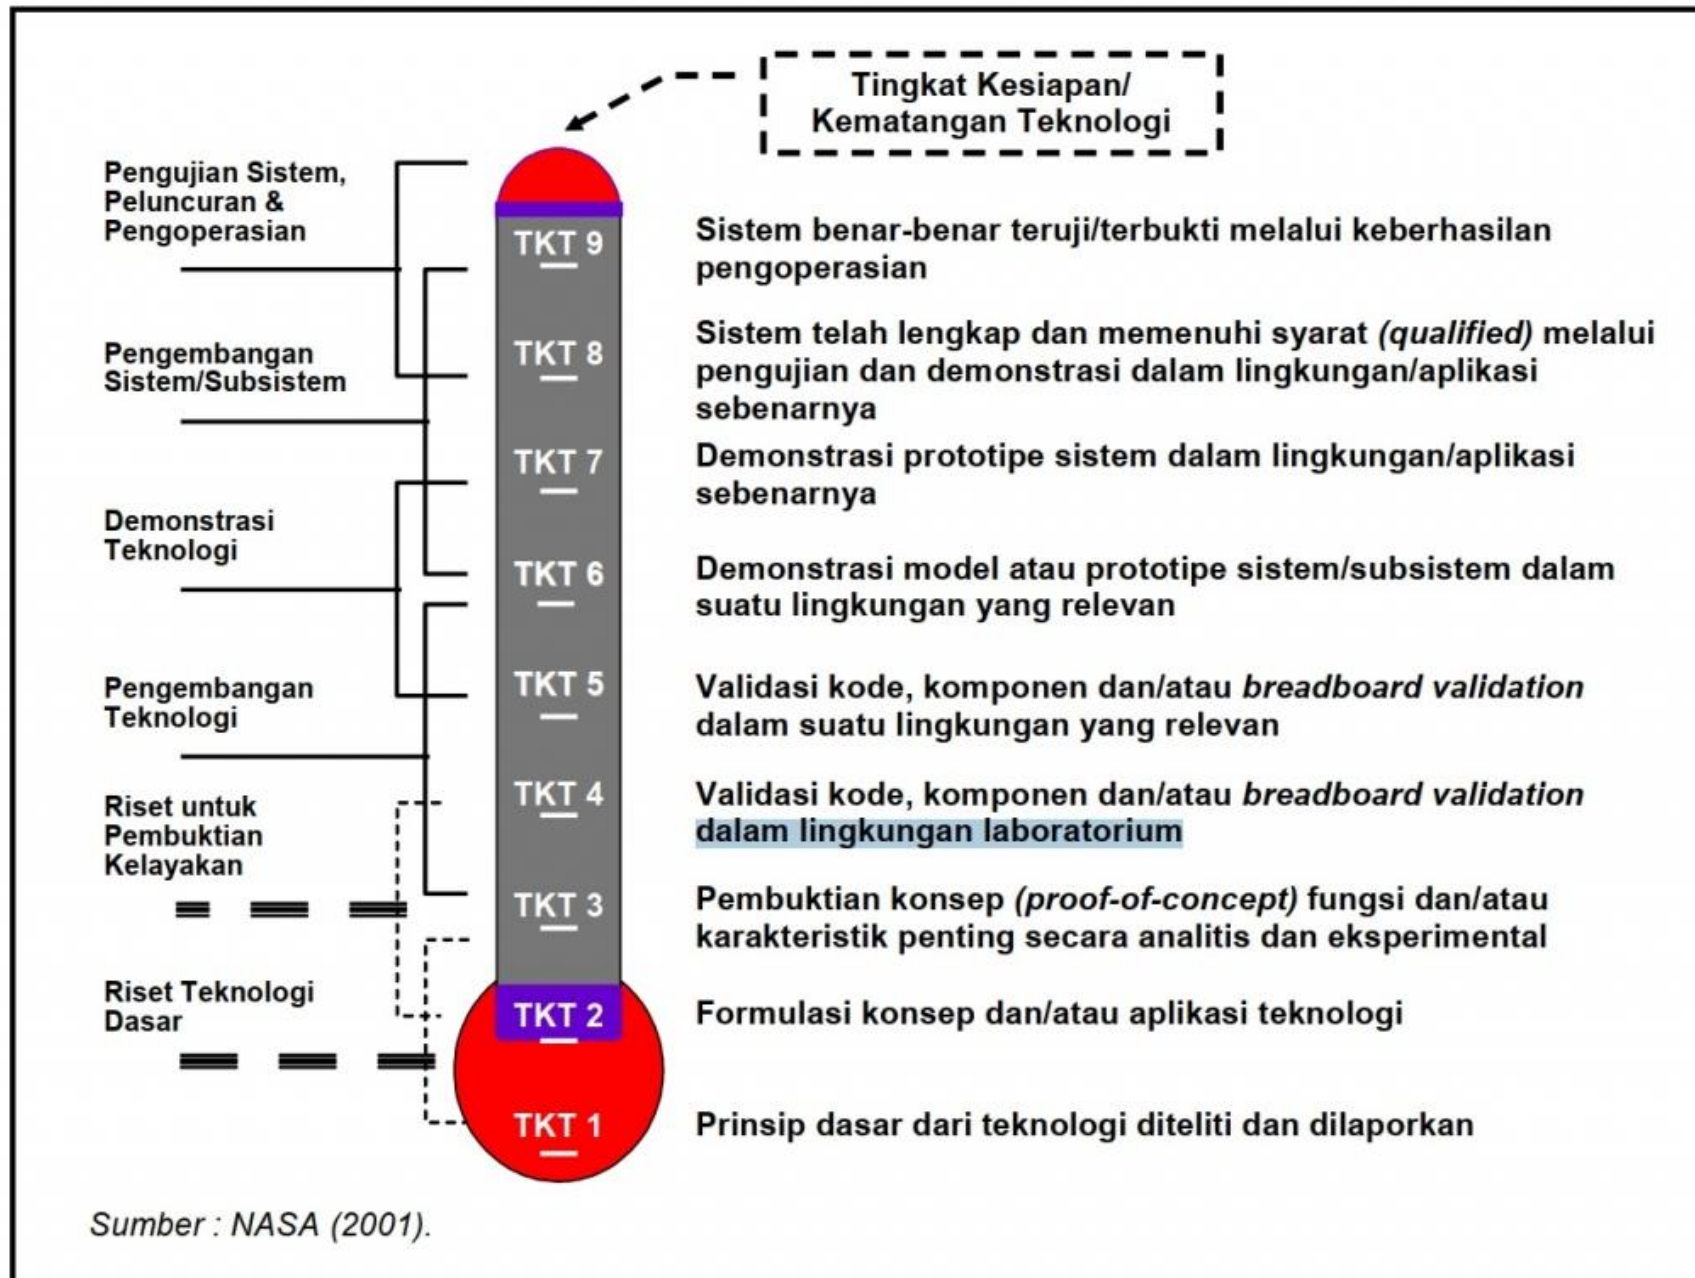 Tingkat Kesiapan/
Kematangan Teknologi
Pengujian Sistem,
Peluncuran &
Pengoperasian
Pengembangan
Sistem/Subsistem
Demonstrasi
Teknologi
Pengembangan
Teknologi
Riset untuk
Pembuktian
Kelayakan
Riset Teknologi
Dasar
TKT 9
Sistem benar-benar teruji/terbukti melalui keberhasilan
pengoperasian
TKT 8
Sistem telah lengkap dan memenuhi syarat (qualified) melalui
pengujian dan demonstrasi dalam lingkungan/aplikasi
sebenarnya
TKT 7
Demonstrasi prototipe sistem dalam lingkungan/aplikasi
sebenarnya
TKT 6
Demonstrasi model atau prototipe sistem/subsistem dalam
suatu lingkungan yang relevan
TKT 5
Validasi kode, komponen dan/atau breadboard validation
dalam suatu lingkungan yang relevan
TKT 4
Validasi kode, komponen dan/atau breadboard validation
dalam lingkungan laboratorium
TKT 3
Pembuktian konsep (proof-of-concept) fungsi dan/atau
karakteristik penting secara analitis dan eksperimental
TKT 2
Formulasi konsep dan/atau aplikasi teknologi
TKT 1
Prinsip dasar dari teknologi diteliti dan dilaporkan
Sumber : NASA (2001).